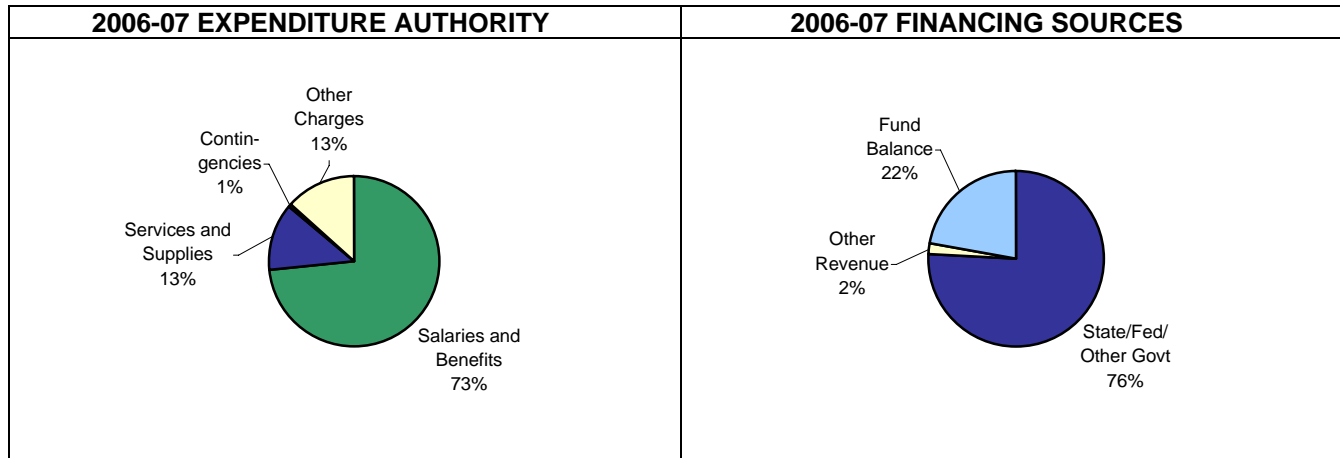 2006-07 EXPENDITURE AUTHORITY
Other
Charges
13%
Contin-
gencies
1%
Services and
Supplies
13%
Salaries and
Benefits
73%
2006-07 FINANCING SOURCES
Fund
Balance
22%
Other
Revenue
2%
State/Fed/
Other Govt
76%